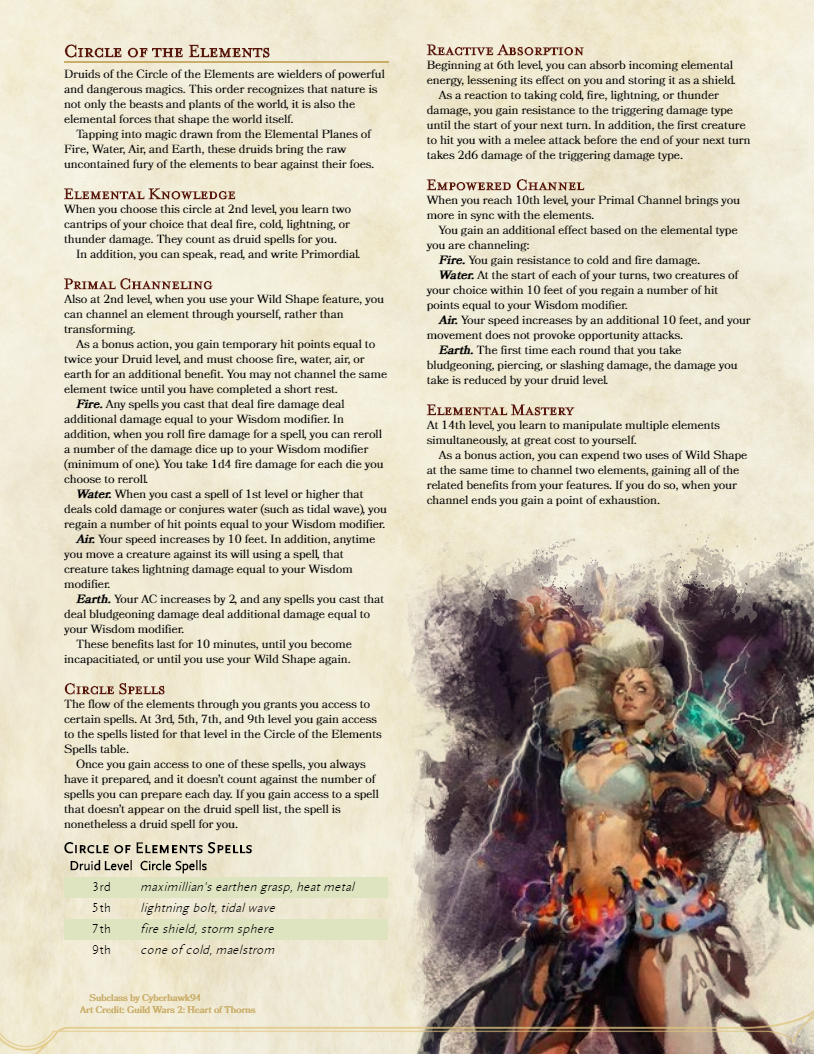 Circle of the Elements
Druids of the Circle of the Elements are wielders of powerful
and dangerous magics. This order recognizes that nature is
not only the beasts and plants of the world, it is also the
elemental forces that shape the world itself.
Tapping into magic drawn from the Elemental Planes of
Fire, Water, Air, and Earth, these druids bring the raw
uncontained fury of the elements to bear against their foes.
Elemental Knowledge
When you choose this circle at 2nd level, you learn two
cantrips of your choice that deal fire, cold, lightning, or
thunder damage. They count as druid spells for you.
In addition, you can speak, read, and write Primordial.
Primal Channeling
Also at 2nd level, when you use your Wild Shape feature, you
can channel an element through yourself, rather than
transforming.
As a bonus action, you gain temporary hit points equal to
twice your Druid level, and must choose fire, water, air, or
earth for an additional benefit. You may not channel the same
element twice until you have completed a short rest.
Fire. Any spells you cast that deal fire damage deal
additional damage equal to your Wisdom modifier. In
addition, when you roll fire damage for a spell, you can reroll
a number of the damage dice up to your Wisdom modifier
(minimum of one). You take 1d4 fire damage for each die you
choose to reroll.
Water. When you cast a spell of 1st level or higher that
deals cold damage or conjures water (such as tidal wave), you
regain a number of hit points equal to your Wisdom modifier.
Air. Your speed increases by 10 feet. In addition, anytime
you move a creature against its will using a spell, that
creature takes lightning damage equal to your Wisdom
modifier.
Earth. Your AC increases by 2, and any spells you cast that
deal bludgeoning damage deal additional damage equal to
your Wisdom modifier.
These benefits last for 10 minutes, until you become
incapacitiated, or until you use your Wild Shape again.
Circle Spells
The flow of the elements through you grants you access to
certain spells. At 3rd, 5th, 7th, and 9th level you gain access
to the spells listed for that level in the Circle of the Elements
Spells table.
Once you gain access to one of these spells, you always
have it prepared, and it doesn't count against the number of
spells you can prepare each day. If you gain access to a spell
that doesn't appear on the druid spell list, the spell is
nonetheless a druid spell for you.
Circle of Elements Spells
Druid Level Circle Spells
3rd maximillian's earthen grasp, heat metal
5th lightning bolt, tidal wave
7th fire shield, storm sphere
9th cone of cold, maelstrom
Subclass by Cyberhawk94
Art Credit: Guild Wars 2: Heart of Thorns
Reactive Absorption
Beginning at 6th level, you can absorb incoming elemental
energy, lessening its effect on you and storing it as a shield.
As a reaction to taking cold, fire, lightning, or thunder
damage, you gain resistance to the triggering damage type
until the start of your next turn. In addition, the first creature
to hit you with a melee attack before the end of your next turn
takes 2d6 damage of the triggering damage type.
Empowered Channel
When you reach 10th level, your Primal Channel brings you
more in sync with the elements.
You gain an additional effect based on the elemental type
you are channeling:
Fire. You gain resistance to cold and fire damage.
Water. At the start of each of your turns, two creatures of
your choice within 10 feet of you regain a number of hit
points equal to your Wisdom modifier.
Air. Your speed increases by an additional 10 feet, and your
movement does not provoke opportunity attacks.
Earth. The first time each round that you take
bludgeoning, piercing, or slashing damage, the damage you
take is reduced by your druid level.
Elemental Mastery
At 14th level, you learn to manipulate multiple elements
simultaneously, at great cost to yourself.
As a bonus action, you can expend two uses of Wild Shape
at the same time to channel two elements, gaining all of the
related benefits from your features. If you do so, when your
channel ends you gain a point of exhaustion.